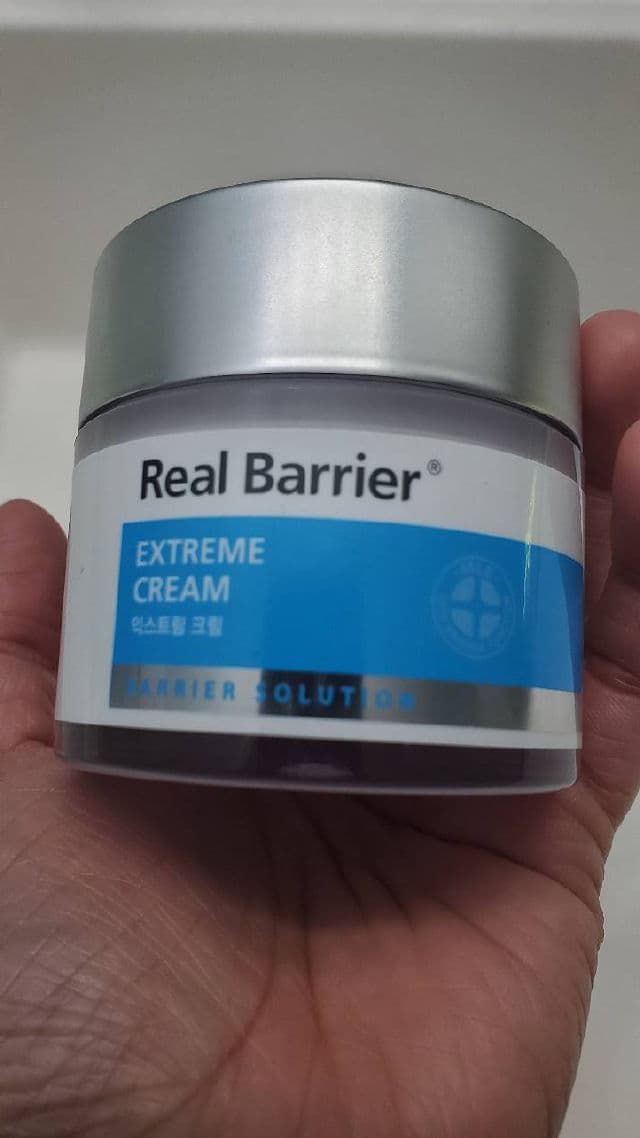 Real Barrier®
EXTREME
CREAM
익스트림 크림
BARRIER SOLUTION